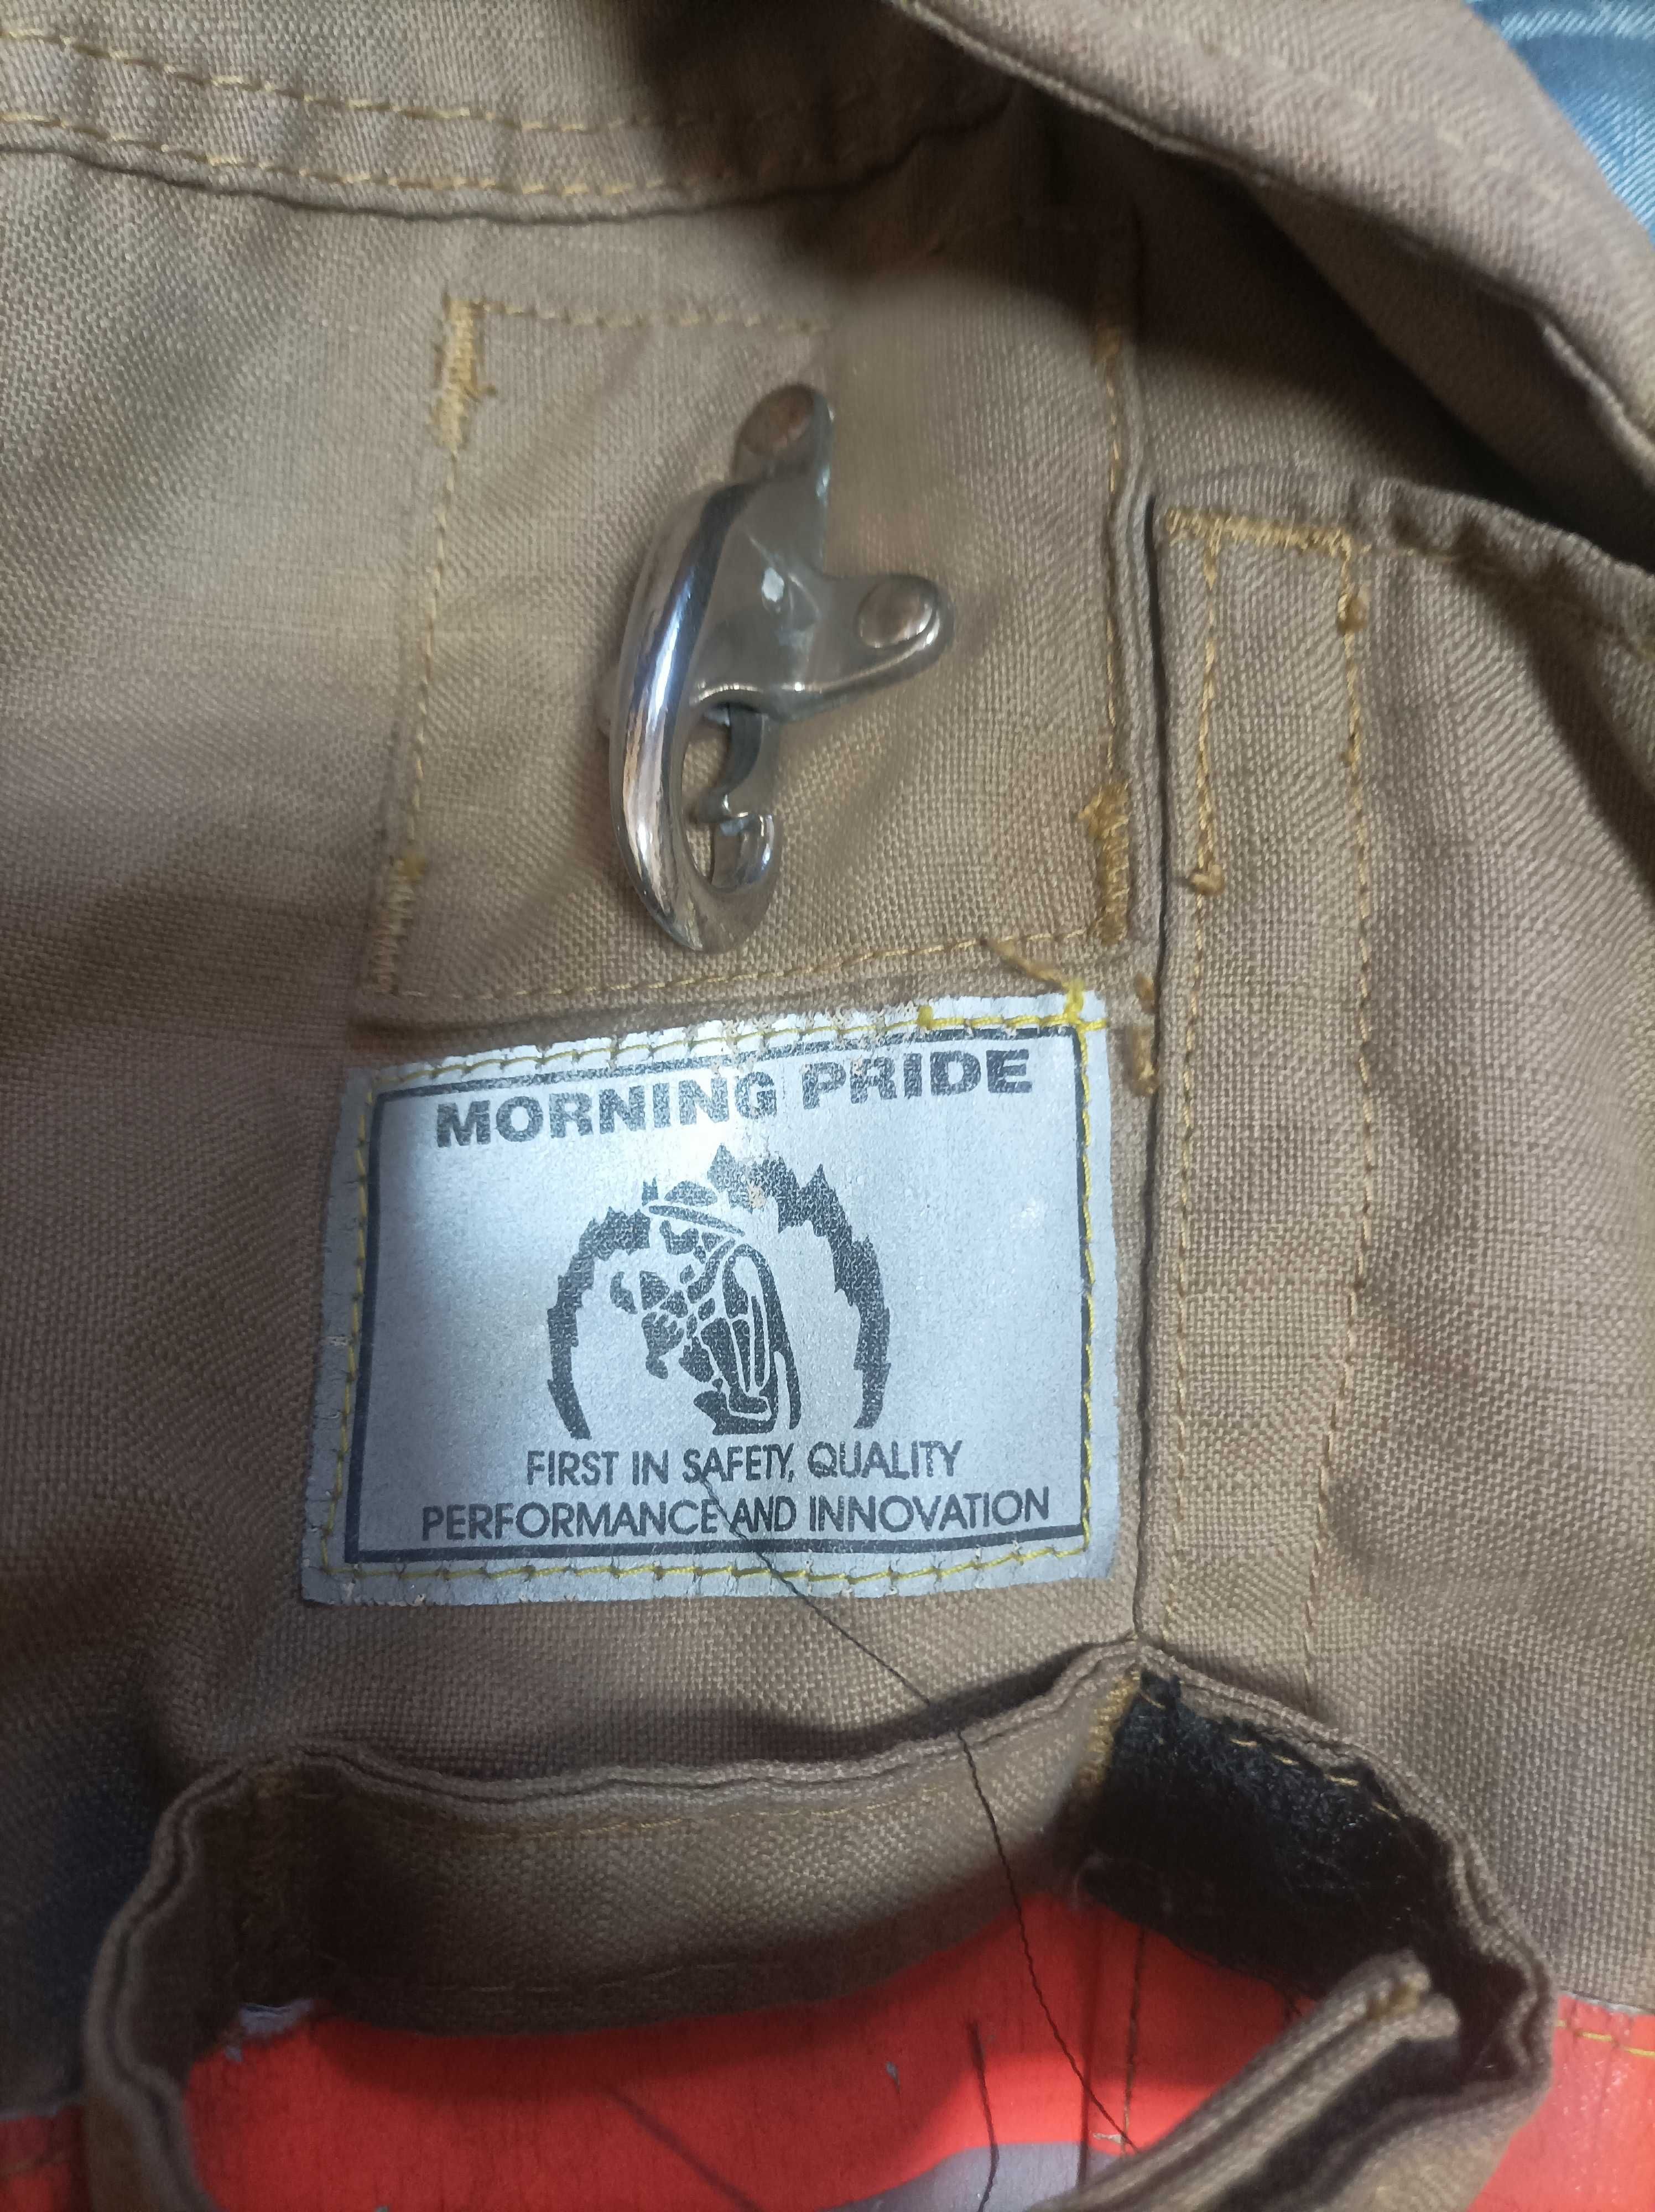 MORNING PRIDE
FIRST IN SAFETY, QUALITY
PERFORMANCE AND INNOVATION